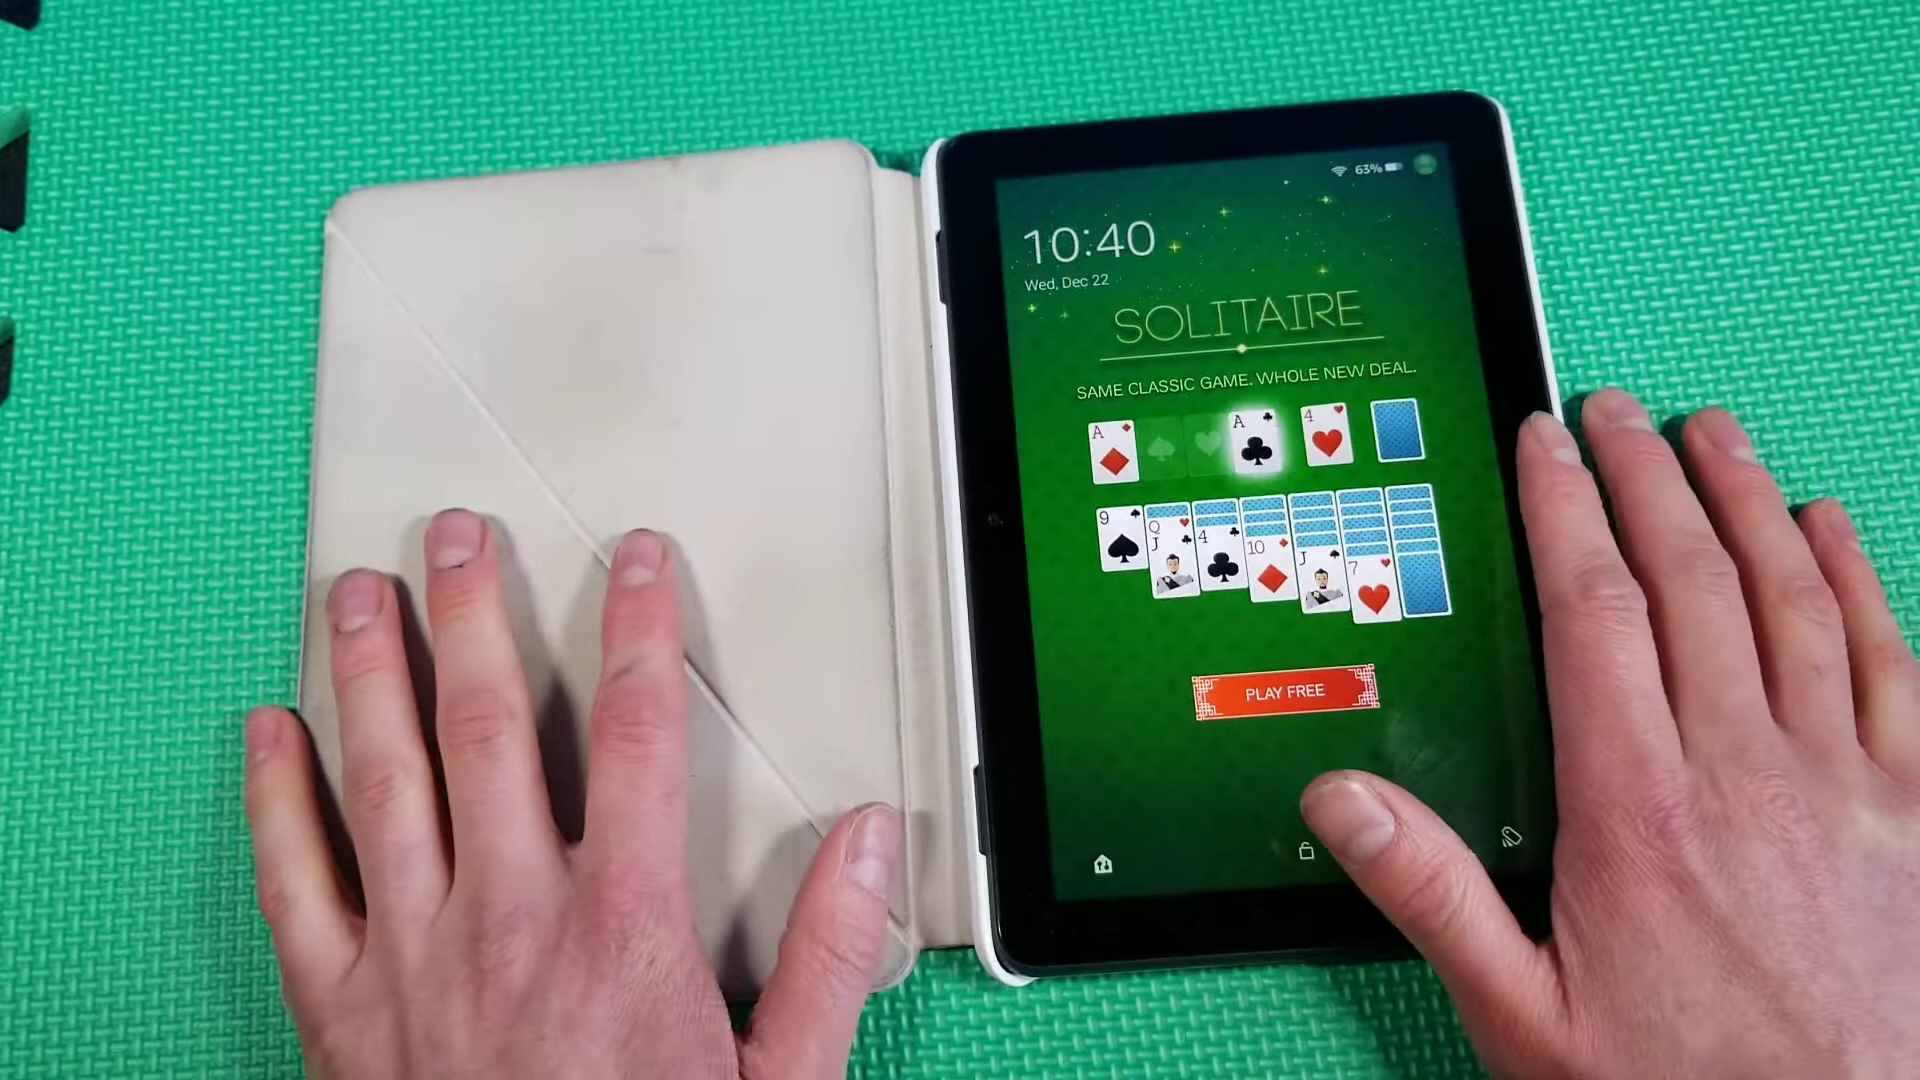 63%
10:40
Wed, Dec 22
SOLITAIRE
SAME CLASSIC GAME. WHOLE NEW DEAL.
A A 4
9 Q J 4 10 J 7
PLAY FREE